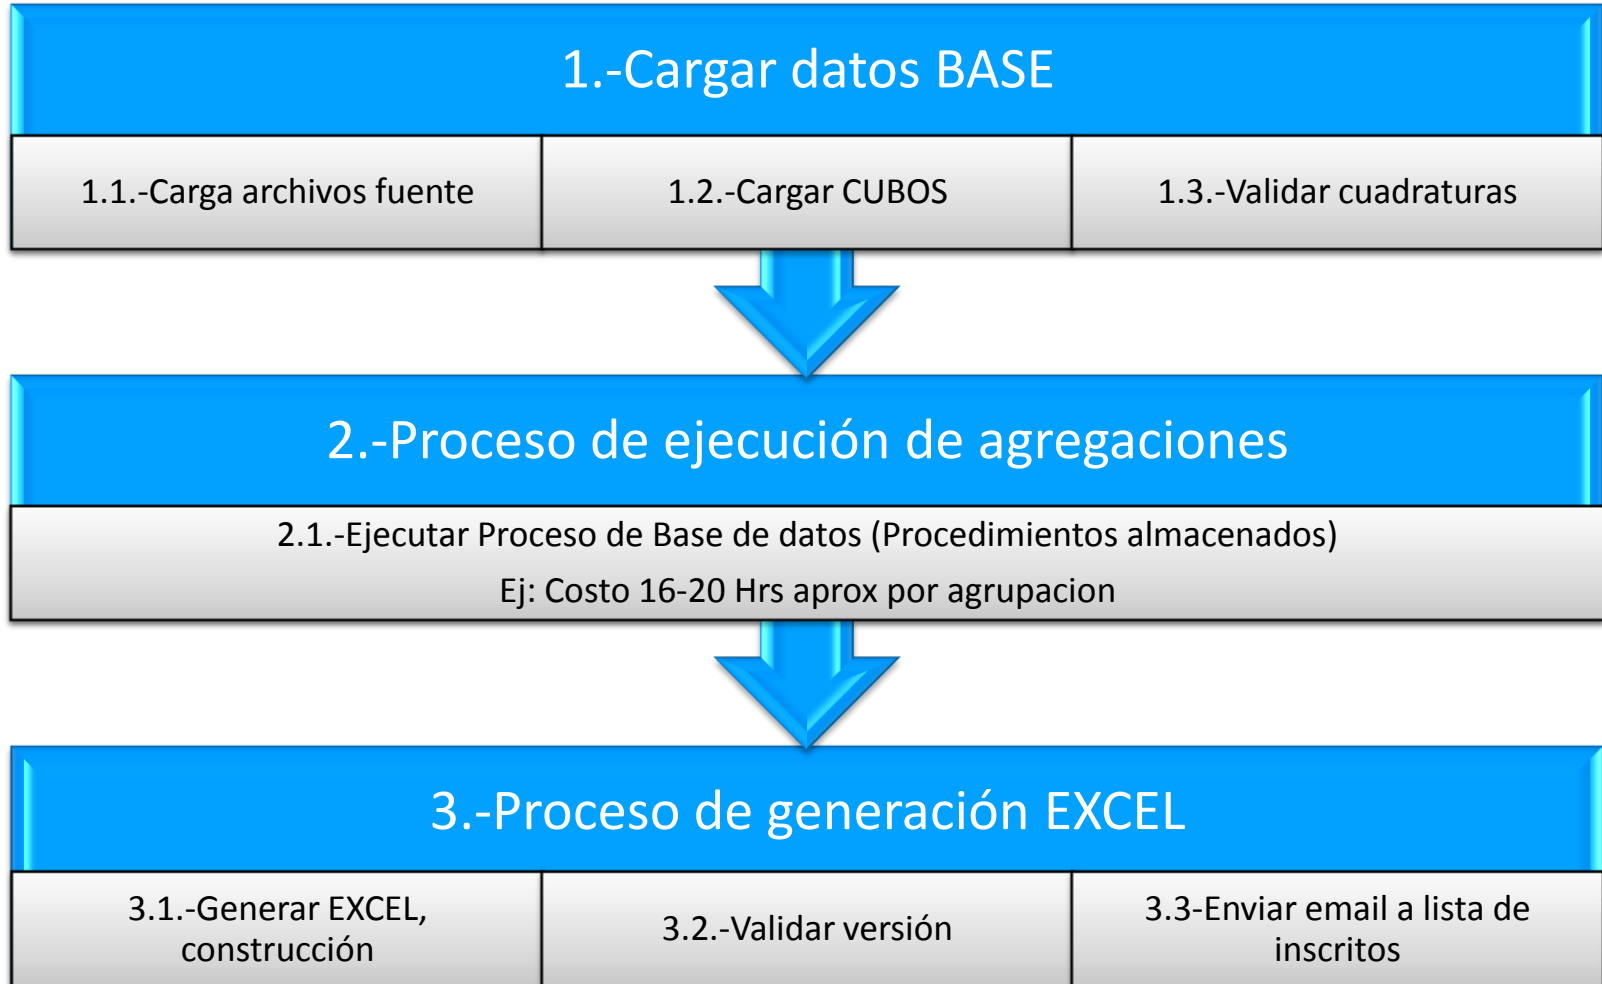 1.-Cargar datos BASE
1.1.-Carga archivos fuente
1.2.-Cargar CUBOS
1.3.-Validar cuadraturas
2.-Proceso de ejecución de agregaciones
2.1.-Ejecutar Proceso de Base de datos (Procedimientos almacenados)
Ej: Costo 16-20 Hrs aprox por agrupacion
3.-Proceso de generación EXCEL
3.1.-Generar EXCEL,
construcción
3.2.-Validar versión
3.3-Enviar email a lista de
inscritos